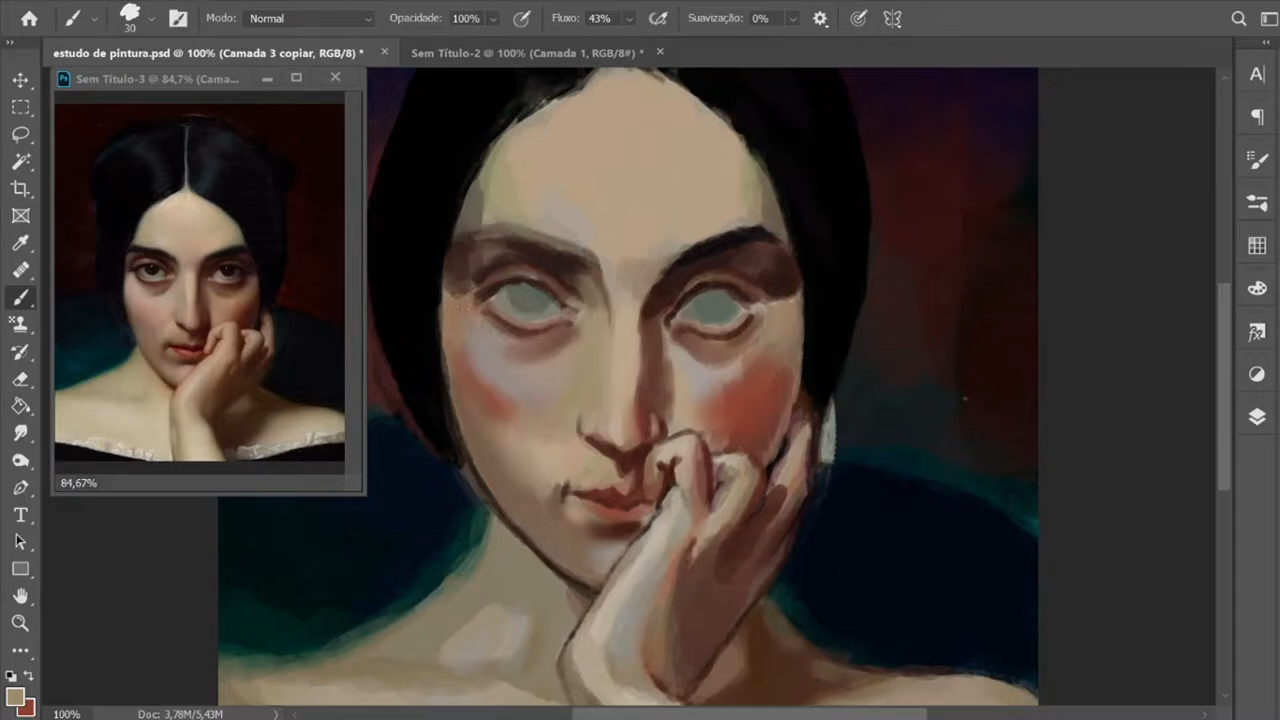 30 Modo: Normal Opacidade: 100% Fluxo: 43% Suavização: 0%
estudo de pintura.psd @ 100% (Camada 3 copiar, RGB/8) * Sem Título-2 @ 100% (Camada 1, RGB/8#) *
Ps Sem Título-3 @ 84,7% (Cama...
84,67%
100% Doc: 3,78M/5,43M